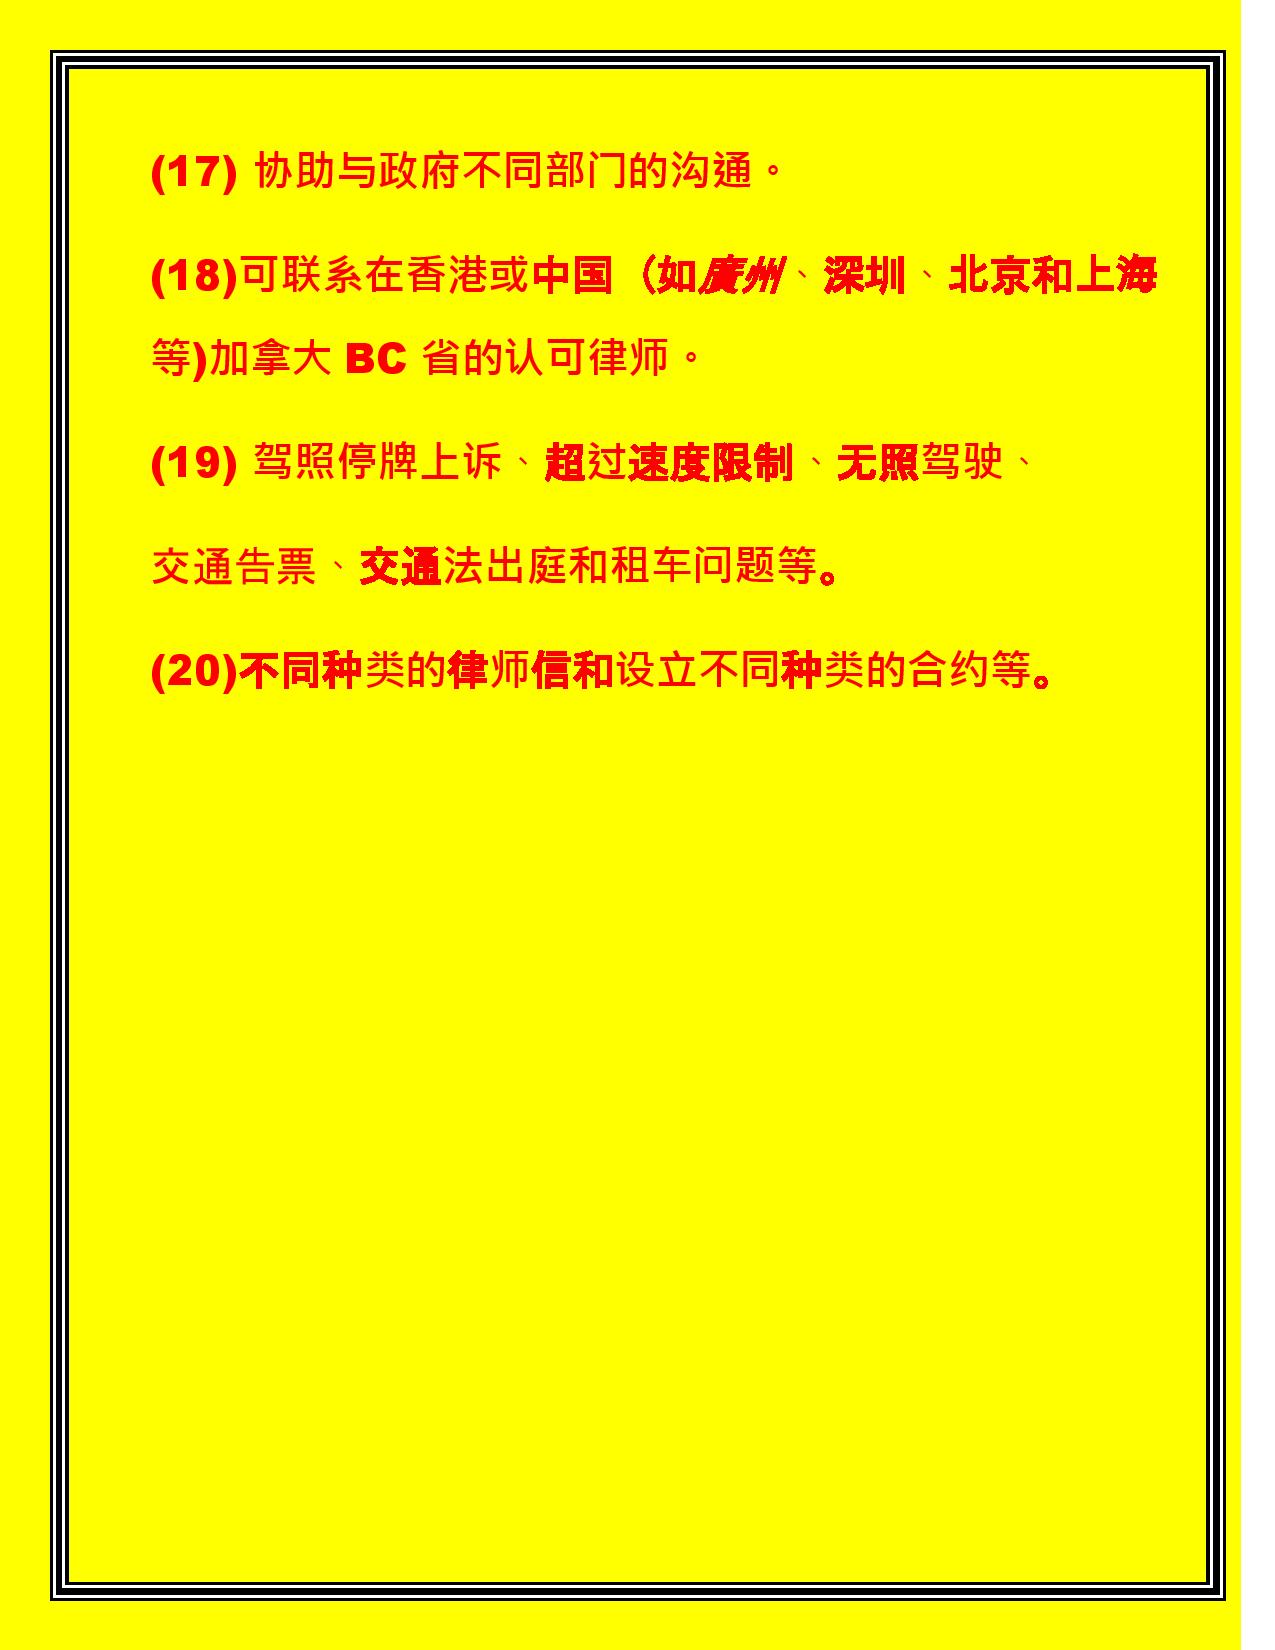 (17) 协助与政府不同部门的沟通。
(18)可联系在香港或中国（如廣州、深圳、北京和上海
等)加拿大 BC 省的认可律师。
(19) 驾照停牌上诉、超过速度限制、无照驾驶、
交通告票、交通法出庭和租车问题等。
(20)不同种类的律师信和设立不同种类的合约等。